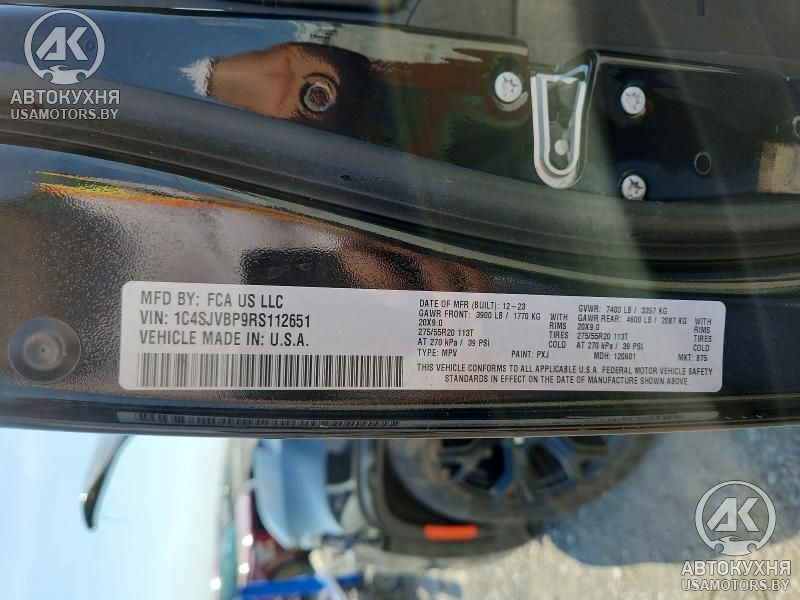 АК
АВТОКУХНЯ
USAMOTORS.BY
MFD BY: FCA US LLC
VIN: 1C4SJVBP9RS112651
VEHICLE MADE IN: U.S.A.
DATE OF MFR (BUILT): 12-23 GVWR: 7400 LB / 3357 KG
GAWR FRONT: 3900 LB / 1770 KG GAWR REAR: 4600 LB / 2087 KG
20X9.0 TIRES 20X9.0 TIRES
275/55R20 113T 275/55R20 113T
AT 270 kPa / 39 PSI COLD AT 270 kPa / 39 PSI COLD
TYPE: MPV PAINT: PXJ MDH: 120601 MKT: 875
THIS VEHICLE CONFORMS TO ALL APPLICABLE U.S.A. FEDERAL MOTOR VEHICLE SAFETY
STANDARDS IN EFFECT ON THE DATE OF MANUFACTURE SHOWN ABOVE.
АК
АВТОКУХНЯ
USAMOTORS.BY